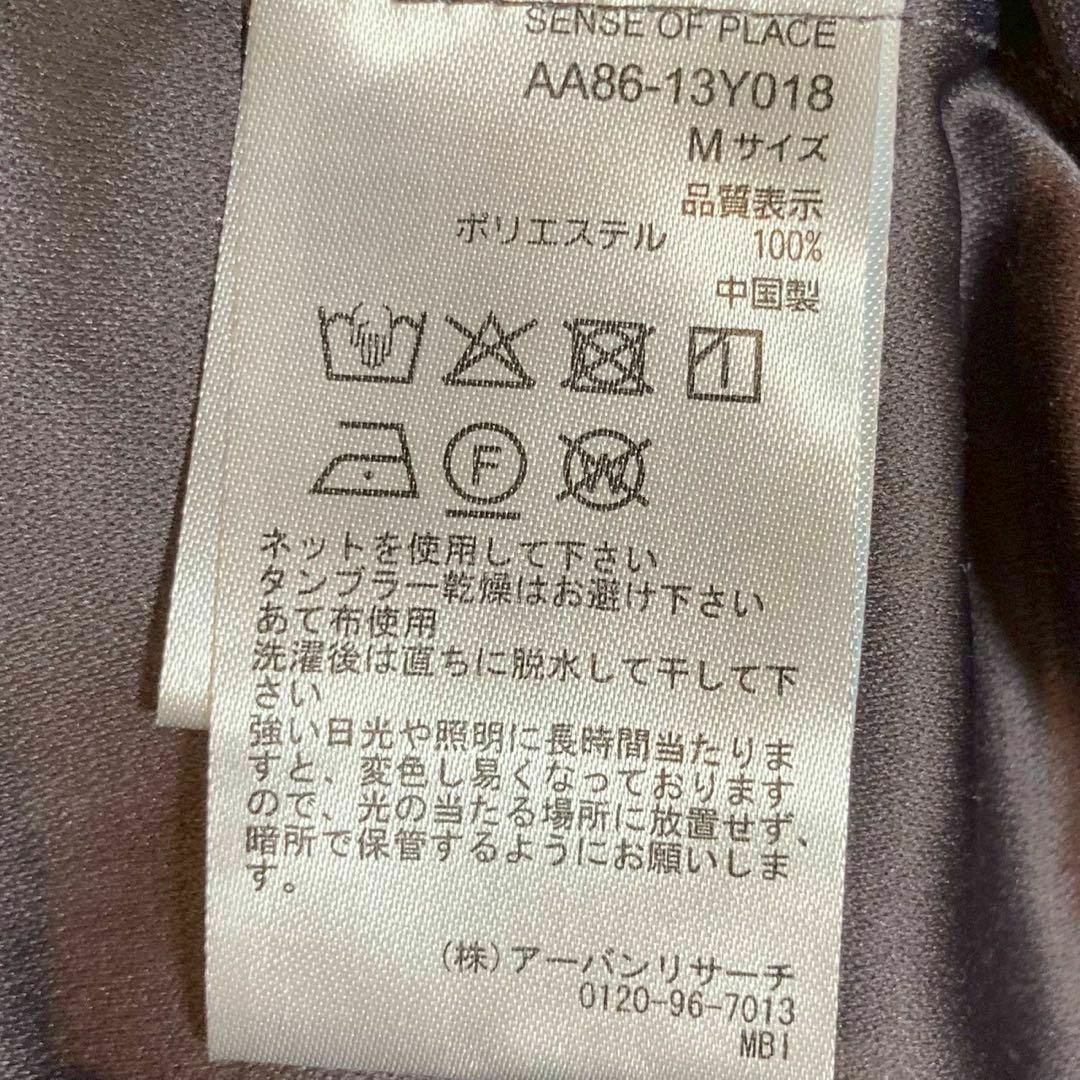 SENSE OF PLACE
AA86-13Y018
Mサイズ
品質表示
ポリエステル 100%
中国製
F W
ネットを使用して下さい
タンブラー乾燥はお避け下さい
あて布使用
洗濯後は直ちに脱水して干して下
さい
強い日光や照明に長時間当たりま
すと、変色し易くなっております
ので、光の当たる場所に放置せず、
暗所で保管するようにお願いしま
す。
(株)アーバンリサーチ
0120-96-7013
MBI